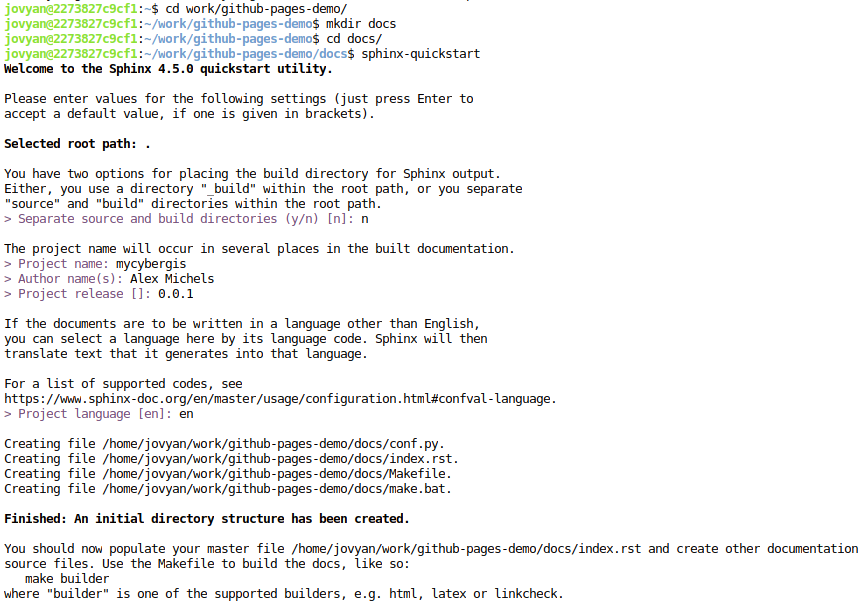 jovyan@2273827c9cf1:~$ cd work/github-pages-demo/
jovyan@2273827c9cf1:~/work/github-pages-demo$ mkdir docs
jovyan@2273827c9cf1:~/work/github-pages-demo$ cd docs/
jovyan@2273827c9cf1:~/work/github-pages-demo/docs$ sphinx-quickstart
Welcome to the Sphinx 4.5.0 quickstart utility.

Please enter values for the following settings (just press Enter to
accept a default value, if one is given in brackets).

Selected root path: .

You have two options for placing the build directory for Sphinx output.
Either, you use a directory "_build" within the root path, or you separate
"source" and "build" directories within the root path.
> Separate source and build directories (y/n) [n]: n

The project name will occur in several places in the built documentation.
> Project name: mycybergis
> Author name(s): Alex Michels
> Project release []: 0.0.1

If the documents are to be written in a language other than English,
you can select a language here by its language code. Sphinx will then
translate text that it generates into that language.

For a list of supported codes, see
https://www.sphinx-doc.org/en/master/usage/configuration.html#confval-language.
> Project language [en]: en

Creating file /home/jovyan/work/github-pages-demo/docs/conf.py.
Creating file /home/jovyan/work/github-pages-demo/docs/index.rst.
Creating file /home/jovyan/work/github-pages-demo/docs/Makefile.
Creating file /home/jovyan/work/github-pages-demo/docs/make.bat.

Finished: An initial directory structure has been created.

You should now populate your master file /home/jovyan/work/github-pages-demo/docs/index.rst and create other documentation
source files. Use the Makefile to build the docs, like so:
   make builder
where "builder" is one of the supported builders, e.g. html, latex or linkcheck.